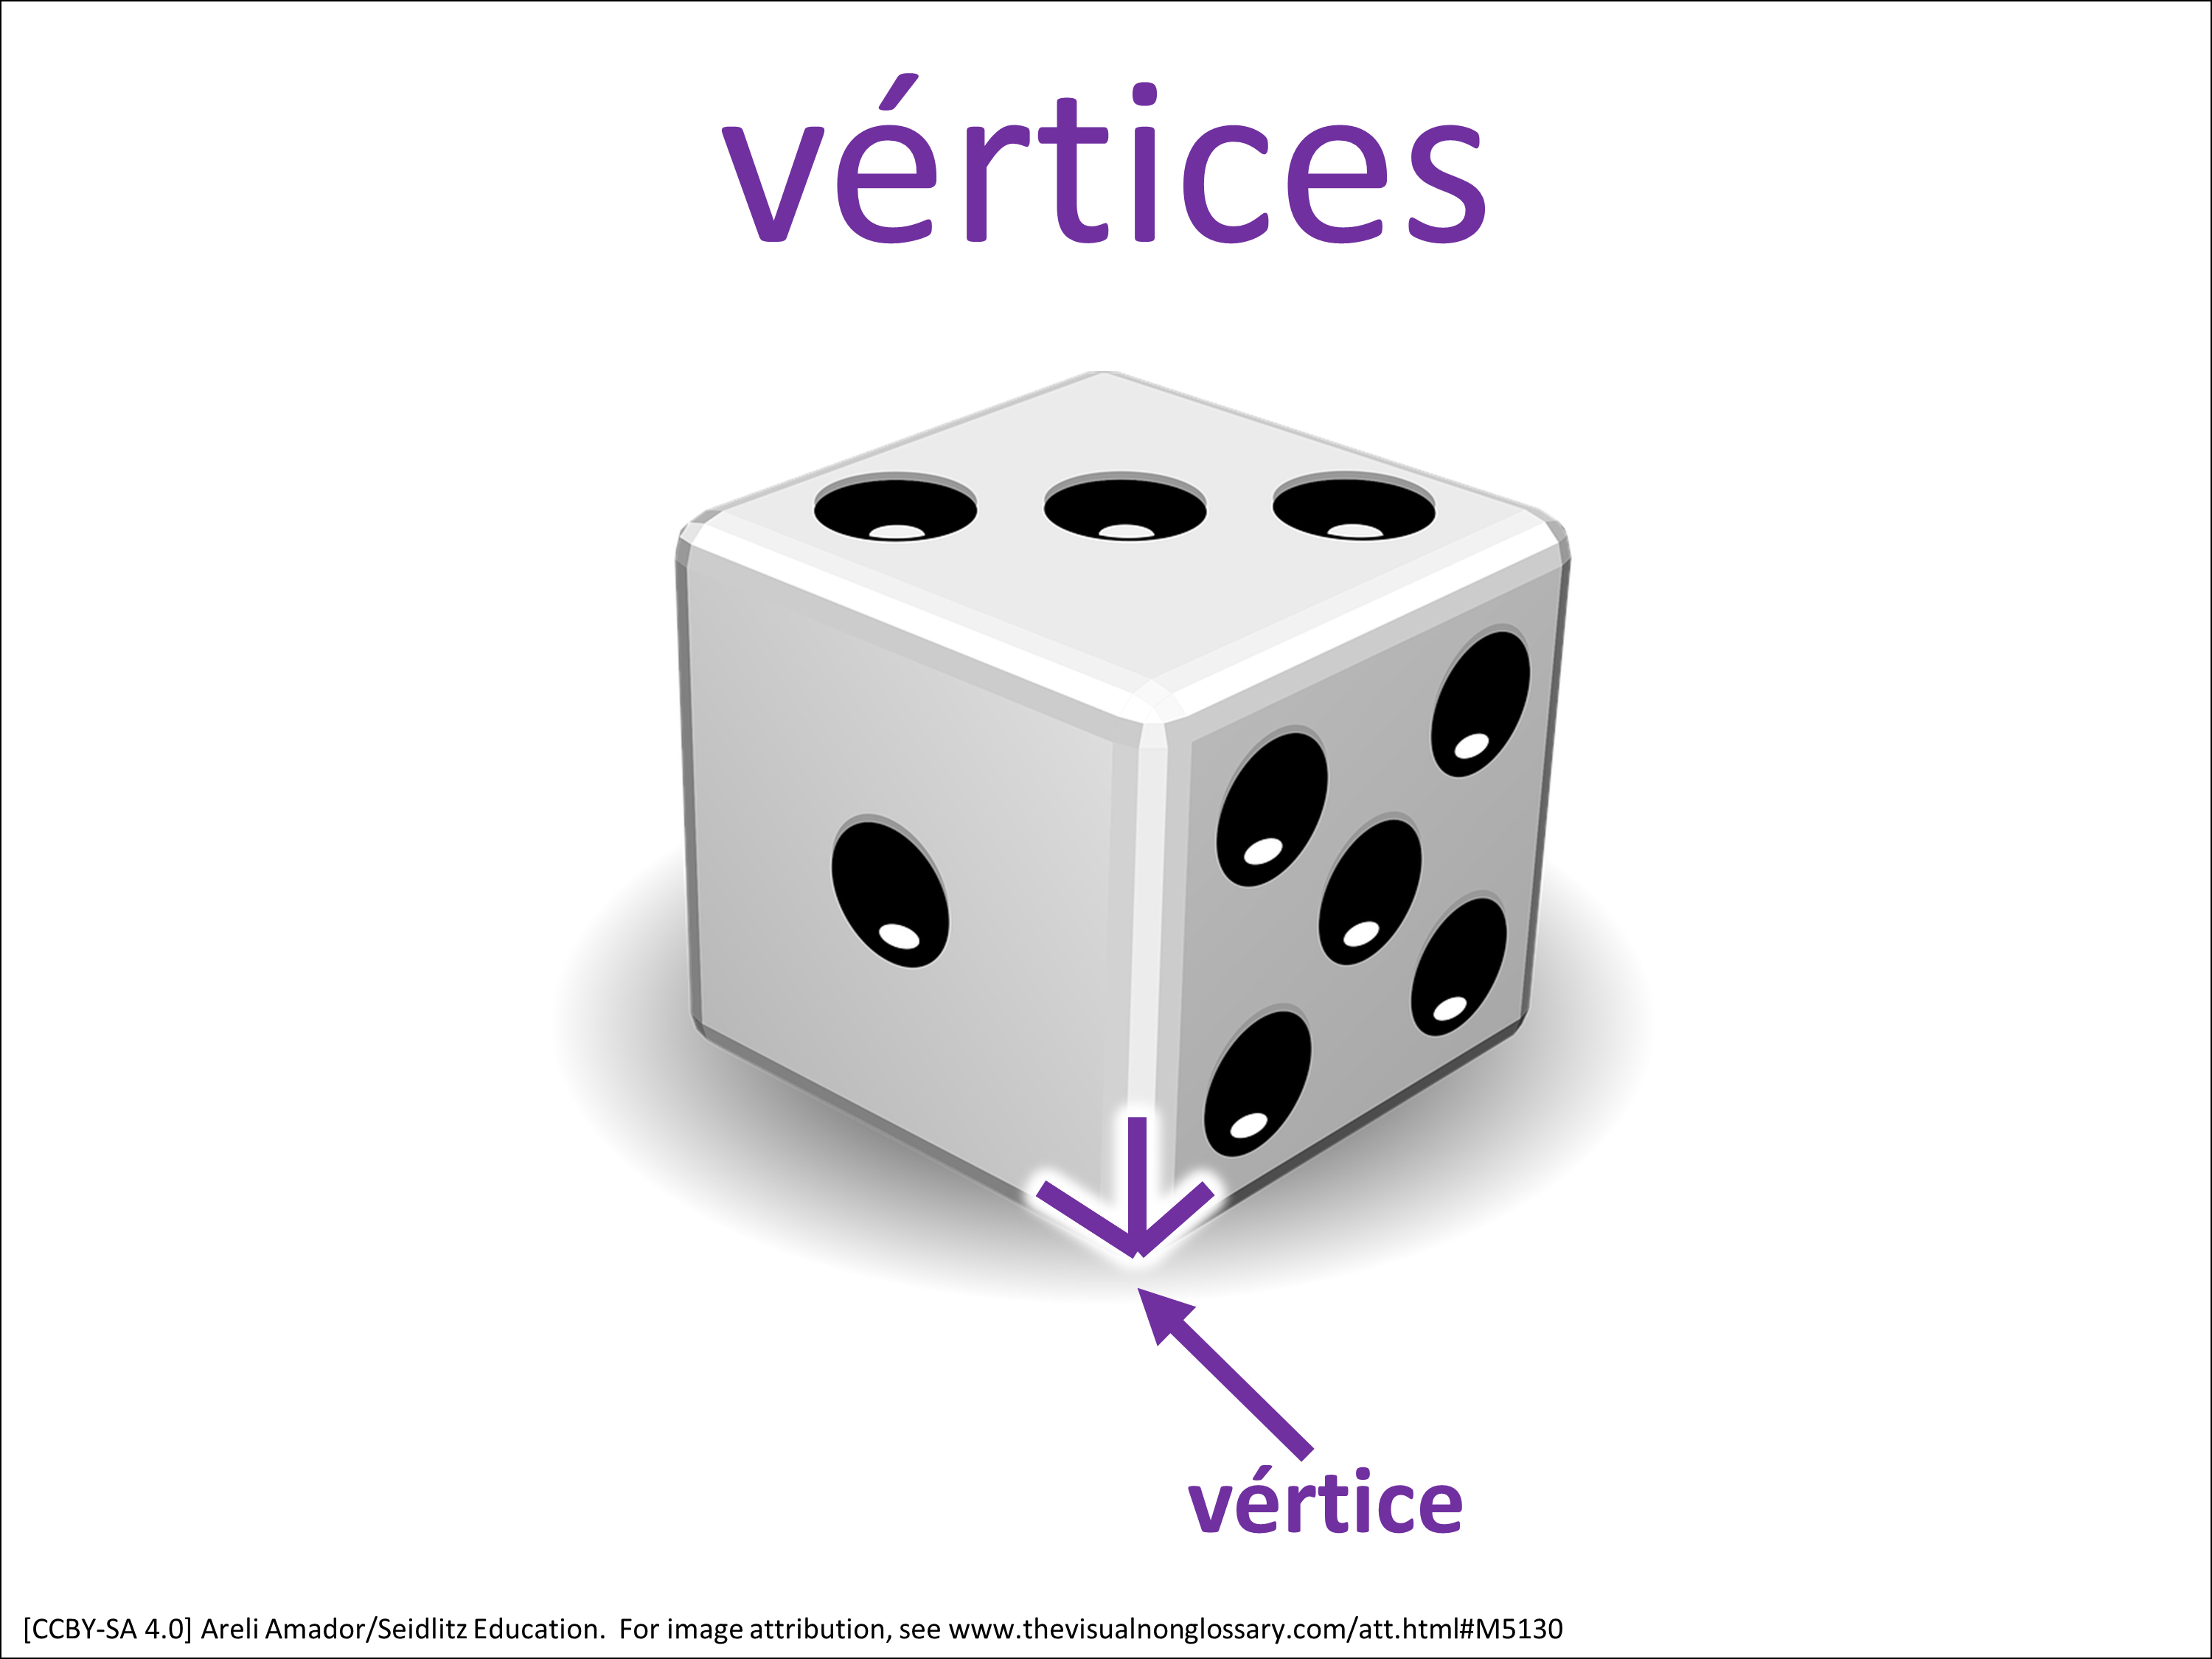 vértices
vértice
[CCBY-SA 4.0] Areli Amador/Seidlitz Education.  For image attribution, see www.thevisualnonglossary.com/att.html#M5130